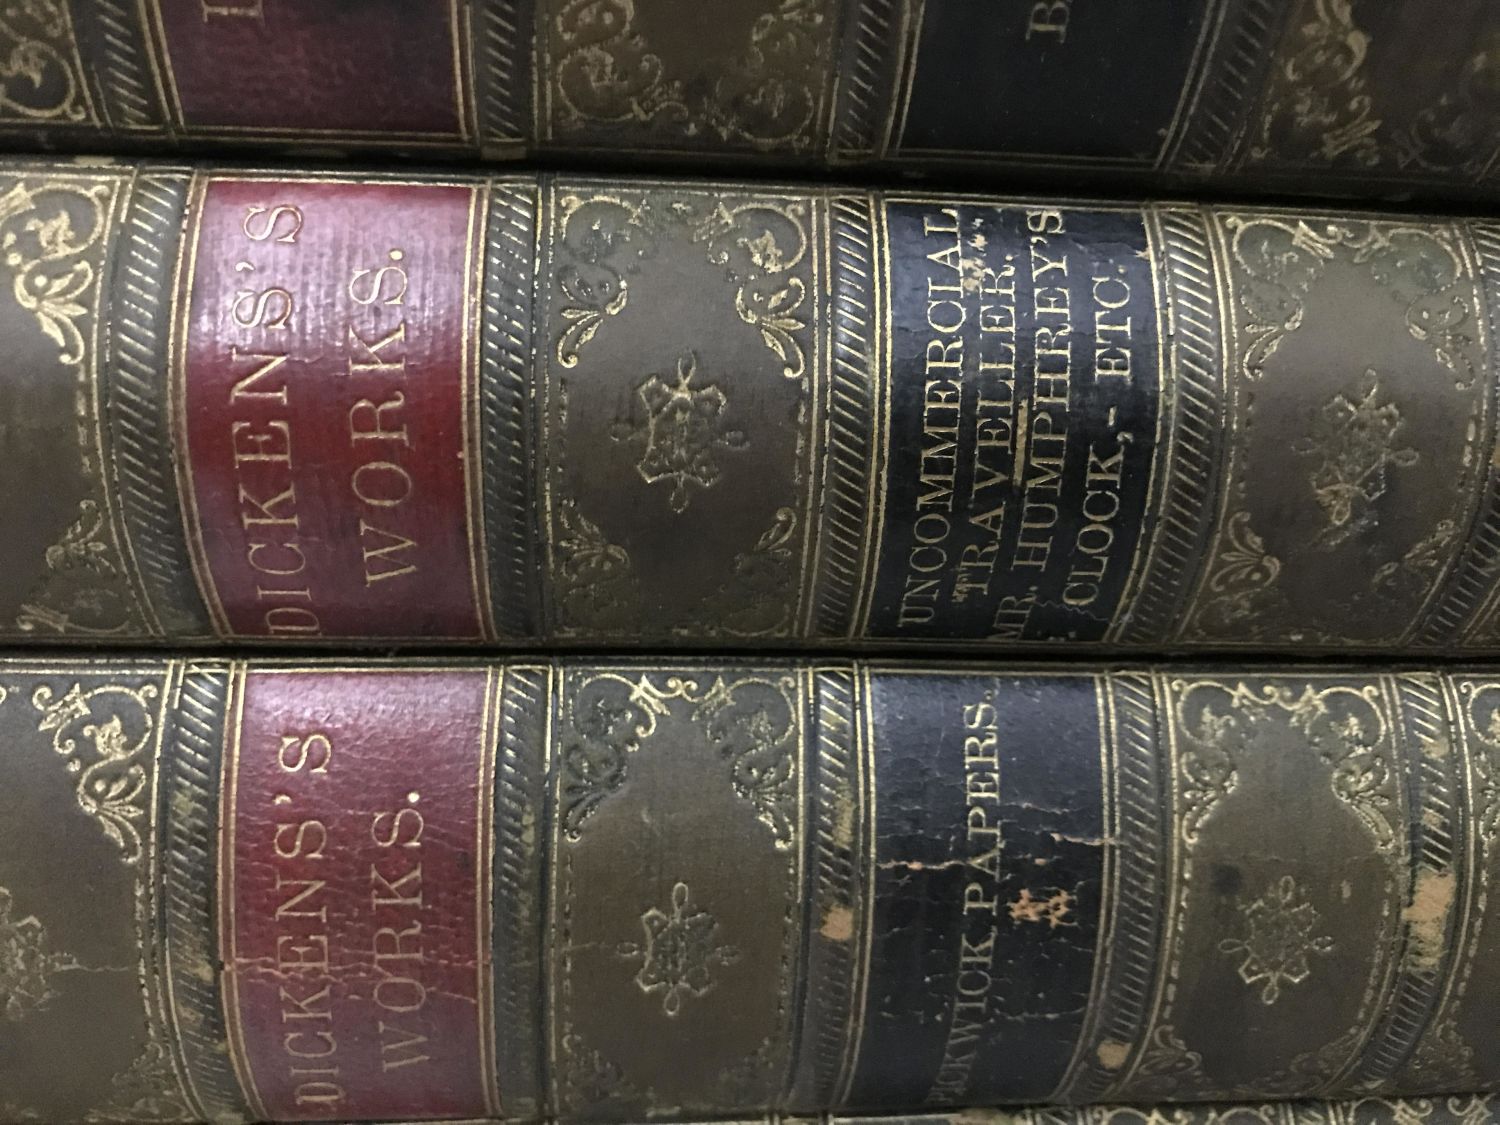 DICKENS'S
WORKS.
UNCOMMERCIAL
TRAVELLER.
MR. HUMPHREY'S
CLOCK,- ETC.
DICKENS'S
WORKS.
PICKWICK PAPERS.